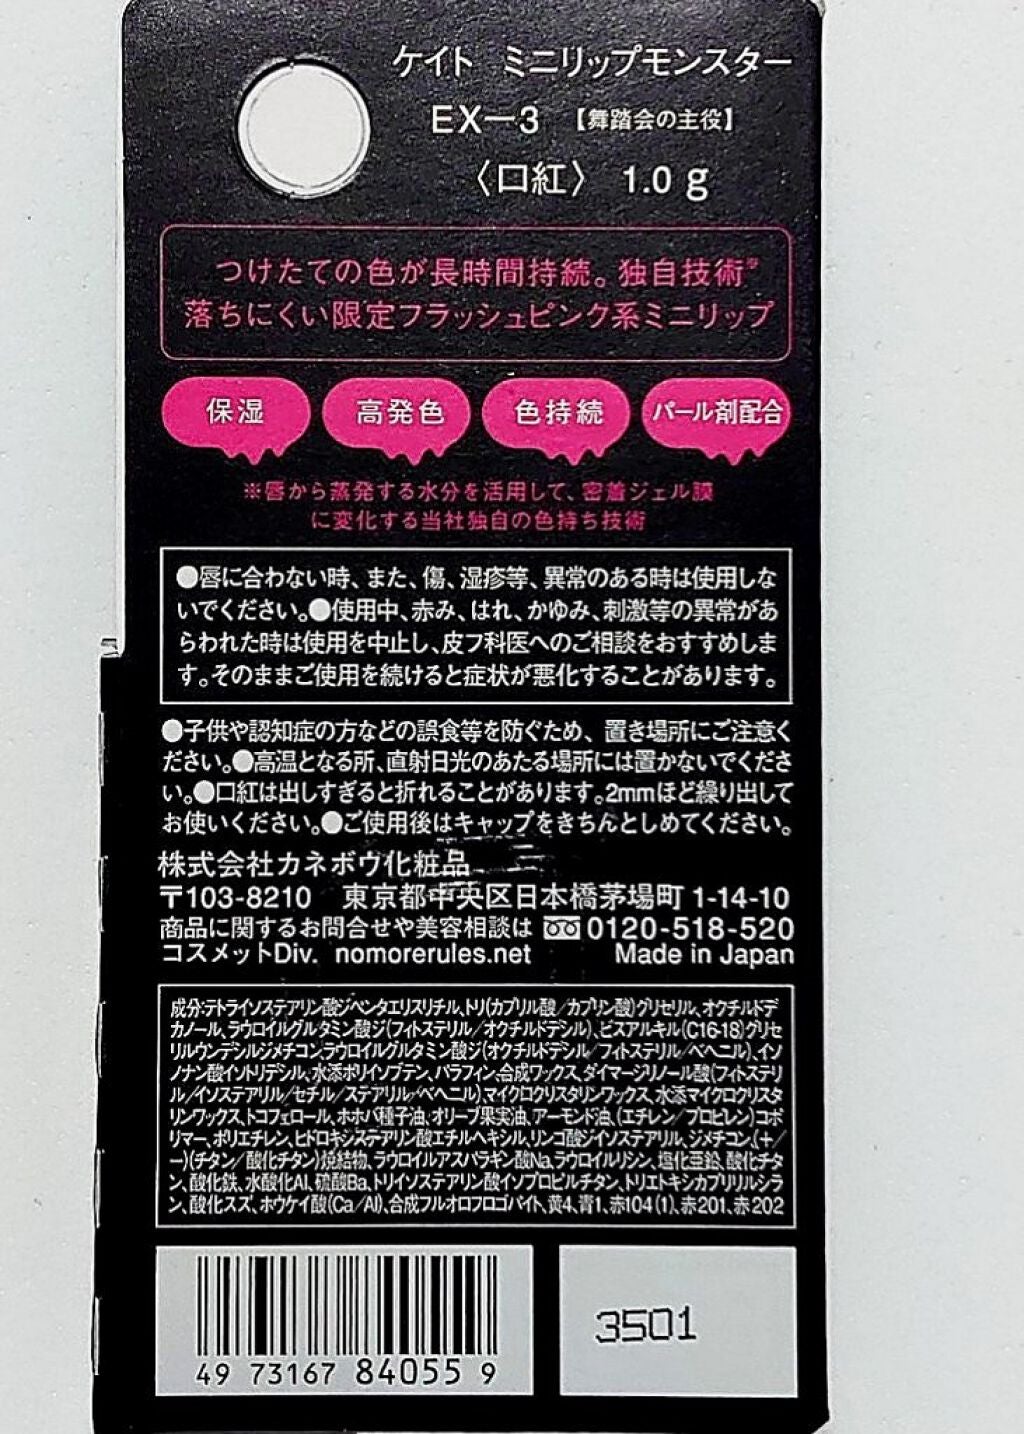 ケイト ミニリップモンスター
EX－3 【舞踏会の主役】
〈口紅〉 1.0 g
つけたての色が長時間持続。独自技術※
落ちにくい限定フラッシュピンク系ミニリップ
保湿 高発色 色持続 パール剤配合
※唇から蒸発する水分を活用して、密着ジェル膜
に変化する当社独自の色持ち技術
●唇に合わない時、また、傷、湿疹等、異常のある時は使用しな
いでください。●使用中、赤み、はれ、かゆみ、刺激等の異常があ
らわれた時は使用を中止し、皮フ科医へのご相談をおすすめしま
す。そのままご使用を続けると症状が悪化することがあります。
●子供や認知症の方などの誤食等を防ぐため、置き場所にご注意く
ださい。●高温となる所、直射日光のあたる場所には置かないでくださ
い。●口紅は出しすぎると折れることがあります。2mmほど繰り出して
お使いください。●ご使用後はキャップをきちんとしめてください。
株式会社カネボウ化粧品
〒103-8210 東京都中央区日本橋茅場町 1-14-10
商品に関するお問合せや美容相談は 0120-518-520
コスメットDiv. nomorerules.net Made in Japan
成分:テトライソステアリン酸ジペンタエリスリチル、トリ(カプリル酸／カプリン酸)グリセリル、オクチルドデ
カノール、ラウロイルグルタミン酸ジ(フィトステリル／オクチルドデシル)、ビスアルキル(C16-18)グリセ
リルウンデシルジメチコン、ラウロイルグルタミン酸ジ(オクチルドデシル／フィトステリル／ベヘニル)、イソ
ノナン酸イソトリデシル、水添ポリイソブテン、パラフィン、合成ワックス、ダイマージリノール酸(フィトステリ
ル／イソステアリル／セチル／ステアリル／ベヘニル)、マイクロクリスタリンワックス、水添マイクロクリスタ
リンワックス、トコフェロール、ホホバ種子油、オリーブ果実油、アーモンド油、(エチレン／プロピレン)コポ
リマー、ポリエチレン、ヒドロキシステアリン酸エチルヘキシル、リンゴ酸ジイソステアリル、ジメチコン、(＋／
－)(チタン／酸化チタン)焼結物、ラウロイルアスパラギン酸Na、ラウロイルリシン、塩化亜鉛、酸化チタ
ン、酸化鉄、水酸化Al、硫酸Ba、トリイソステアリン酸イソプロピルチタン、トリエトキシカプリリルシラ
ン、酸化スズ、ホウケイ酸(Ca／Al)、合成フルオロフロゴパイト、黄4、青1、赤104(1)、赤201、赤202
49 73167 84055 9
3501